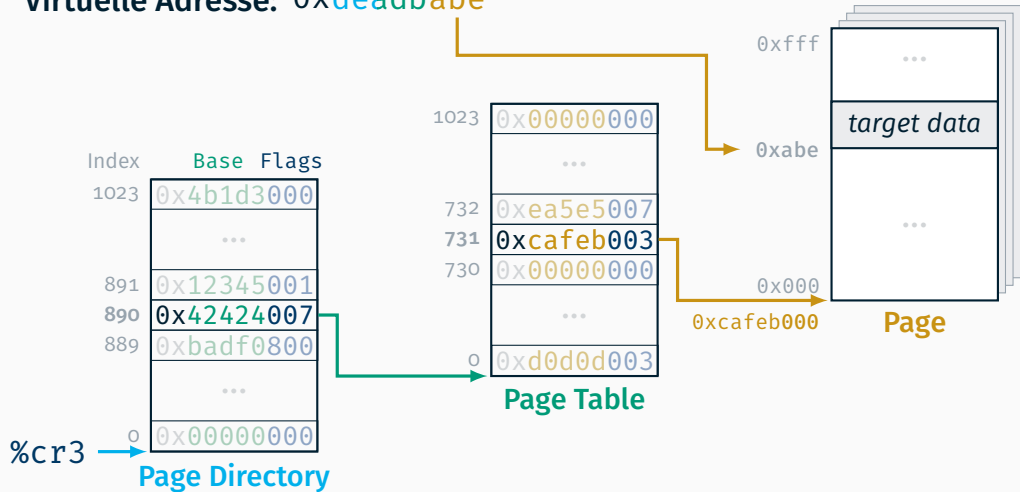 Virtuelle Adresse: 0xdeadbabe
0xfff
...
1023 0x00000000
target data
Index Base Flags
...
0xabe
1023 0x4b1d3000
732 0xea5e5007
...
731 0xcafeb003
...
730 0x00000000
891 0x12345001
0x000
890 0x42424007
...
0xcafeb000
Page
889 0xbadf0800
0 0xd0d0d003
...
Page Table
0 0x00000000
%cr3
Page Directory